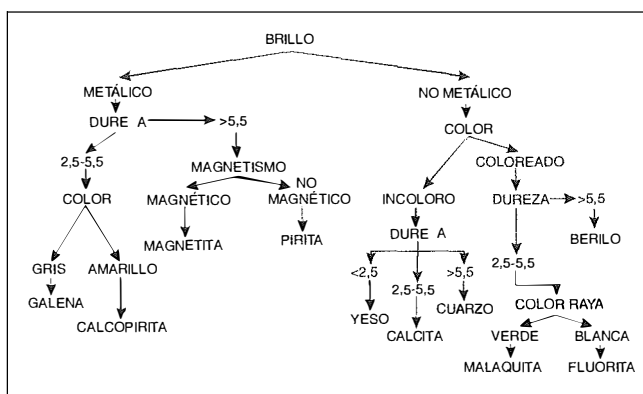 BRILLO
METÁLICO NO METÁLICO
DURE A >5,5 COLOR
2,5-5,5 MAGNETISMO COLOREADO
COLOR MAGNÉTICO NO MAGNÉTICO INCOLORO DUREZA >5,5
MAGNETITA PIRITA DURE A BERILO
GRIS AMARILLO <2,5 2,5-5,5 >5,5 2,5-5,5
GALENA YESO CUARZO COLOR RAYA
CALCOPIRITA CALCITA VERDE BLANCA
MALAQUITA FLUORITA